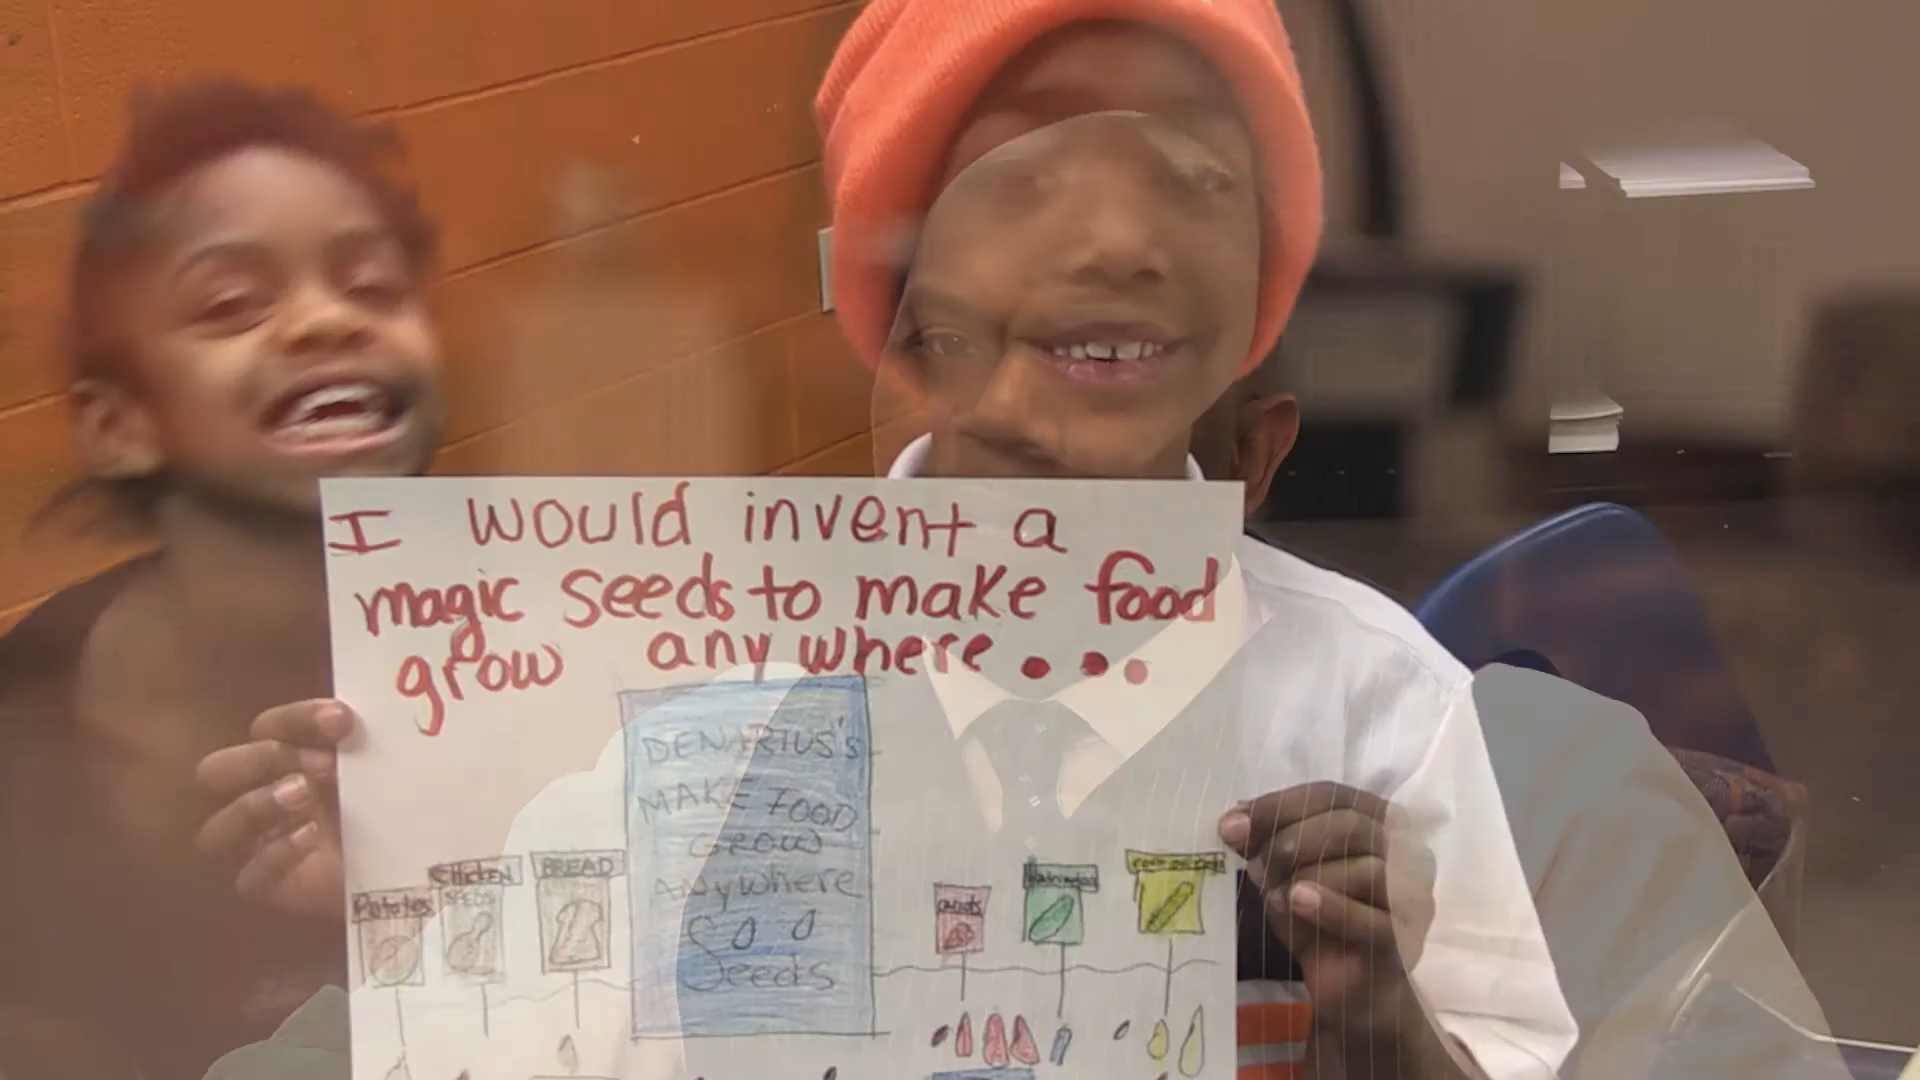 I would invent a
magic seeds to make food
grow any where...
DENARIUS'S
MAKE FOOD
GROW
ANYWHERE
Seeds
Potatoes
Chicken
SEEDS
BREAD